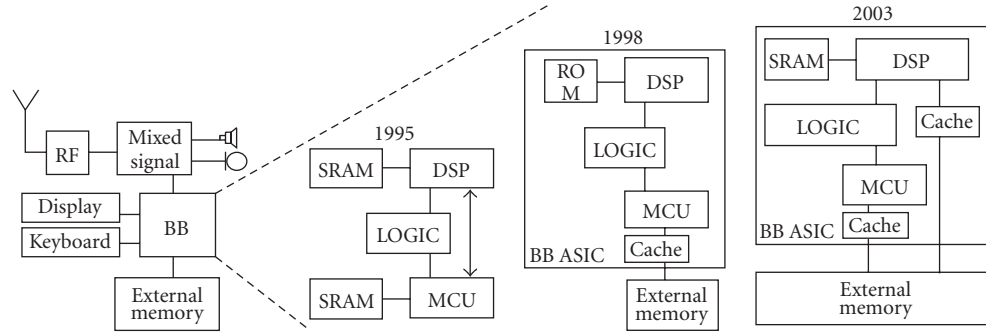 RF
Mixed
signal
Display
Keyboard
BB
External
memory
1995
SRAM
DSP
LOGIC
SRAM
MCU
1998
RO
M
DSP
LOGIC
MCU
BB ASIC
Cache
External
memory
2003
SRAM
DSP
LOGIC
Cache
MCU
BB ASIC
Cache
External
memory